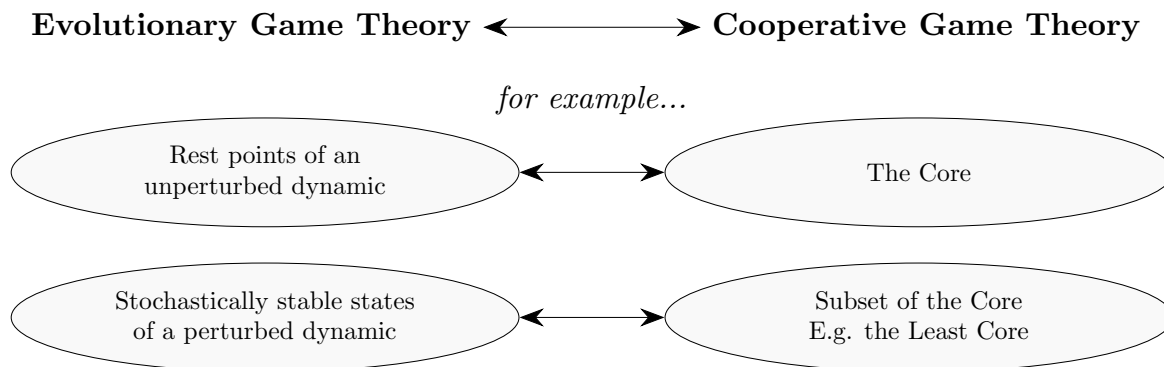 Evolutionary Game Theory Cooperative Game Theory
for example...
Rest points of an
unperturbed dynamic
The Core
Stochastically stable states
of a perturbed dynamic
Subset of the Core
E.g. the Least Core